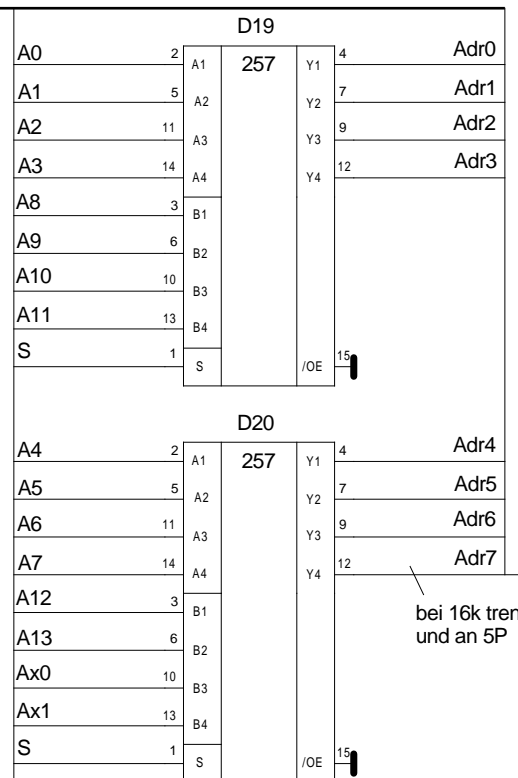 D19
A0 2 A1 257 Y1 4 Adr0
A1 5 A2 Y2 7 Adr1
A2 11 A3 Y3 9 Adr2
A3 14 A4 Y4 12 Adr3
A8 3 B1
A9 6 B2
A10 10 B3
A11 13 B4
S 1 S /OE 15
D20
A4 2 A1 257 Y1 4 Adr4
A5 5 A2 Y2 7 Adr5
A6 11 A3 Y3 9 Adr6
A7 14 A4 Y4 12 Adr7
A12 3 B1
bei 16k tren
A13 6 B2
und an 5P
Ax0 10 B3
Ax1 13 B4
S 1 S /OE 15